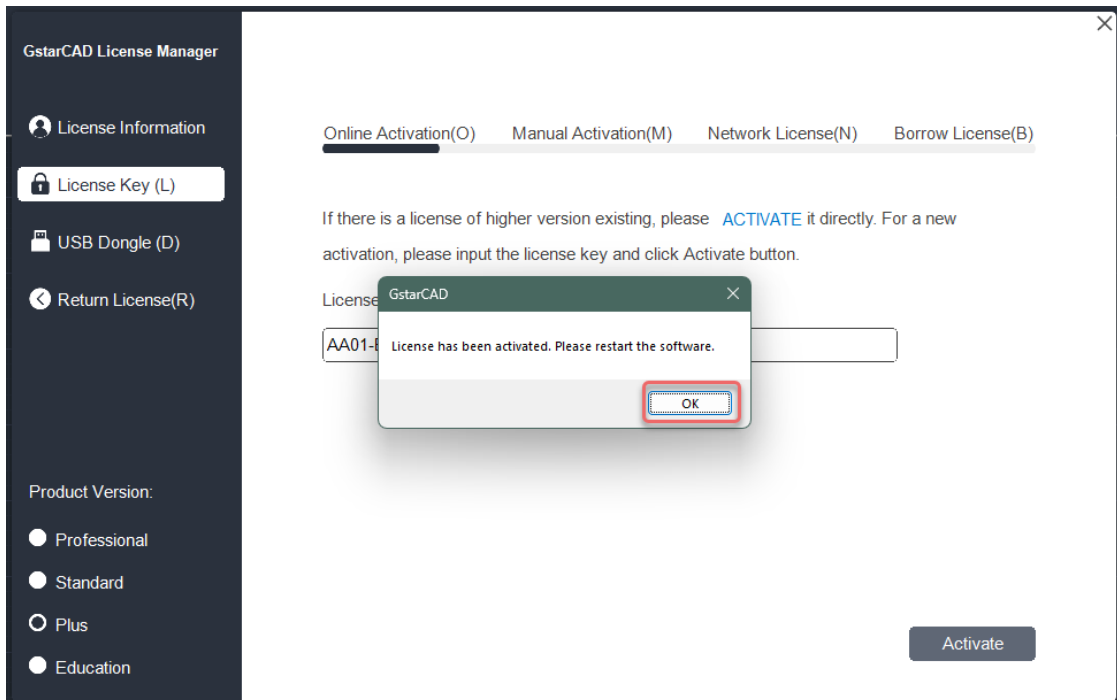 GstarCAD License Manager
License Information
License Key (L)
USB Dongle (D)
Return License(R)
Product Version:
Professional
Standard
Plus
Education
Online Activation(O) Manual Activation(M) Network License(N) Borrow License(B)
If there is a license of higher version existing, please ACTIVATE it directly. For a new
activation, please input the license key and click Activate button.
License
AA01-
GstarCAD
License has been activated. Please restart the software.
OK
Activate